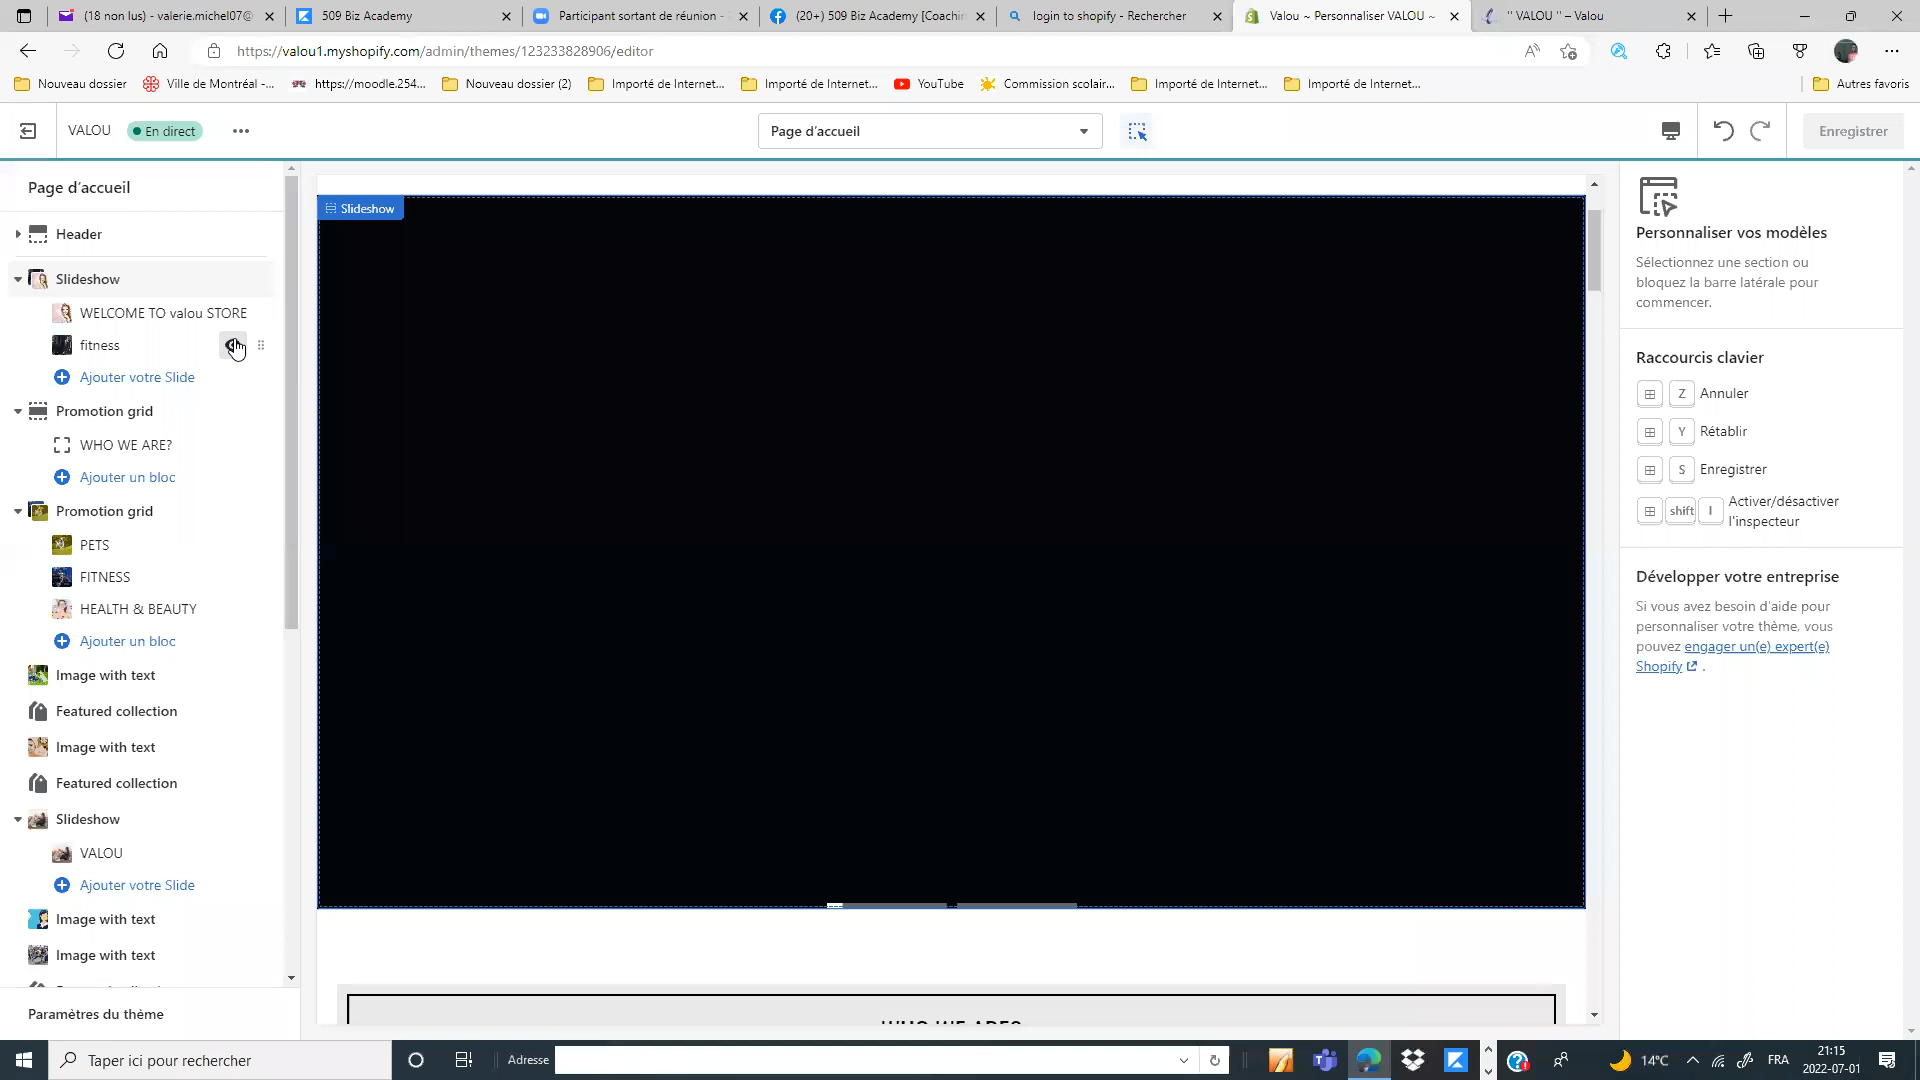 (18 non lus) - valerie.michel07@
509 Biz Academy
Participant sortant de réunion -
(20+) 509 Biz Academy [Coachin
login to shopify - Rechercher
Valou ~ Personnaliser VALOU ~
" VALOU " – Valou
https://valou1.myshopify.com/admin/themes/123233828906/editor
Nouveau dossier
Ville de Montréal -...
https://moodle.254...
Nouveau dossier (2)
Importé de Internet...
Importé de Internet...
YouTube
Commission scolair...
Importé de Internet...
Importé de Internet...
Autres favoris
VALOU
En direct
Page d'accueil
Enregistrer
Page d'accueil
Header
Slideshow
WELCOME TO valou STORE
fitness
Ajouter votre Slide
Promotion grid
WHO WE ARE?
Ajouter un bloc
Promotion grid
PETS
FITNESS
HEALTH & BEAUTY
Ajouter un bloc
Image with text
Featured collection
Image with text
Featured collection
Slideshow
VALOU
Ajouter votre Slide
Image with text
Image with text
Paramètres du thème
Slideshow
Personnaliser vos modèles
Sélectionnez une section ou
bloquez la barre latérale pour
commencer.
Raccourcis clavier
Z Annuler
Y Rétablir
S Enregistrer
shift I Activer/désactiver
l'inspecteur
Développer votre entreprise
Si vous avez besoin d'aide pour
personnaliser votre thème, vous
pouvez engager un(e) expert(e)
Shopify .
Taper ici pour rechercher
Adresse
14°C
FRA
21:15
2022-07-01